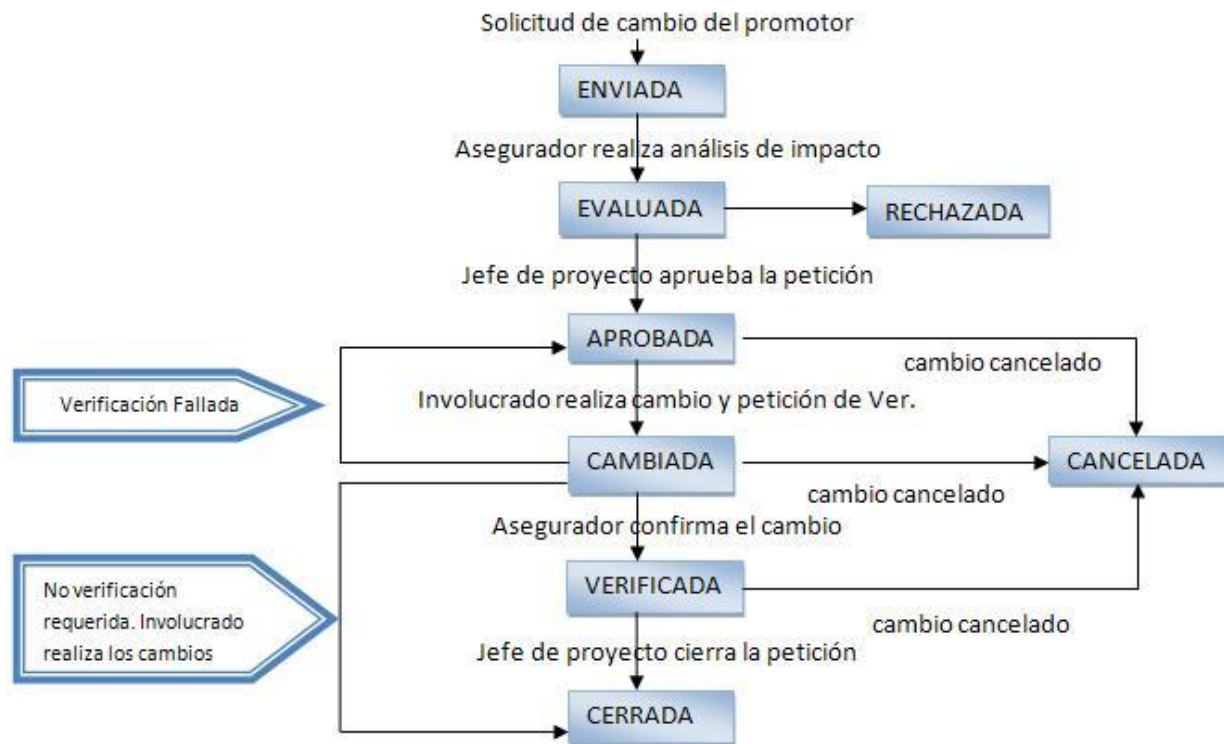 Solicitud de cambio del promotor
ENVIADA
Asegurador realiza análisis de impacto
EVALUADA
RECHAZADA
Jefe de proyecto aprueba la petición
APROBADA
cambio cancelado
Verificación Fallada
Involucrado realiza cambio y petición de Ver.
CAMBIADA
CANCELADA
cambio cancelado
Asegurador confirma el cambio
VERIFICADA
No verificación
requerida. Involucrado
realiza los cambios
cambio cancelado
Jefe de proyecto cierra la petición
CERRADA